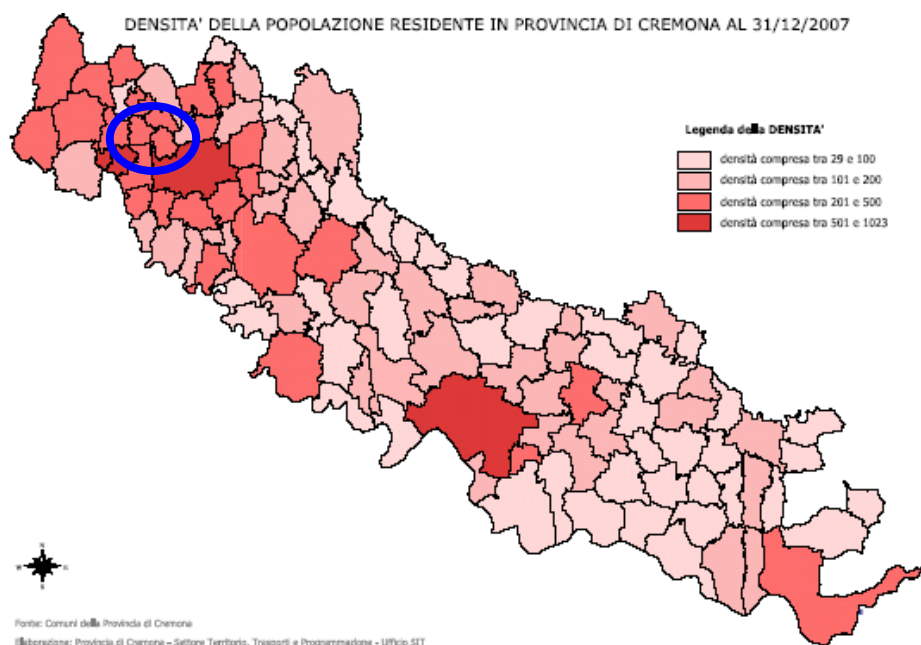 DENSITA' DELLA POPOLAZIONE RESIDENTE IN PROVINCIA DI CREMONA AL 31/12/2007
Legenda della DENSITA'
densità compresa tra 29 e 100
densità compresa tra 101 e 200
densità compresa tra 201 e 500
densità compresa tra 501 e 1023
Fonte: Comuni della Provincia di Cremona
Elaborazione: Provincia di Cremona - Settore Territorio, Trasporti e Programmazione - Ufficio SIT